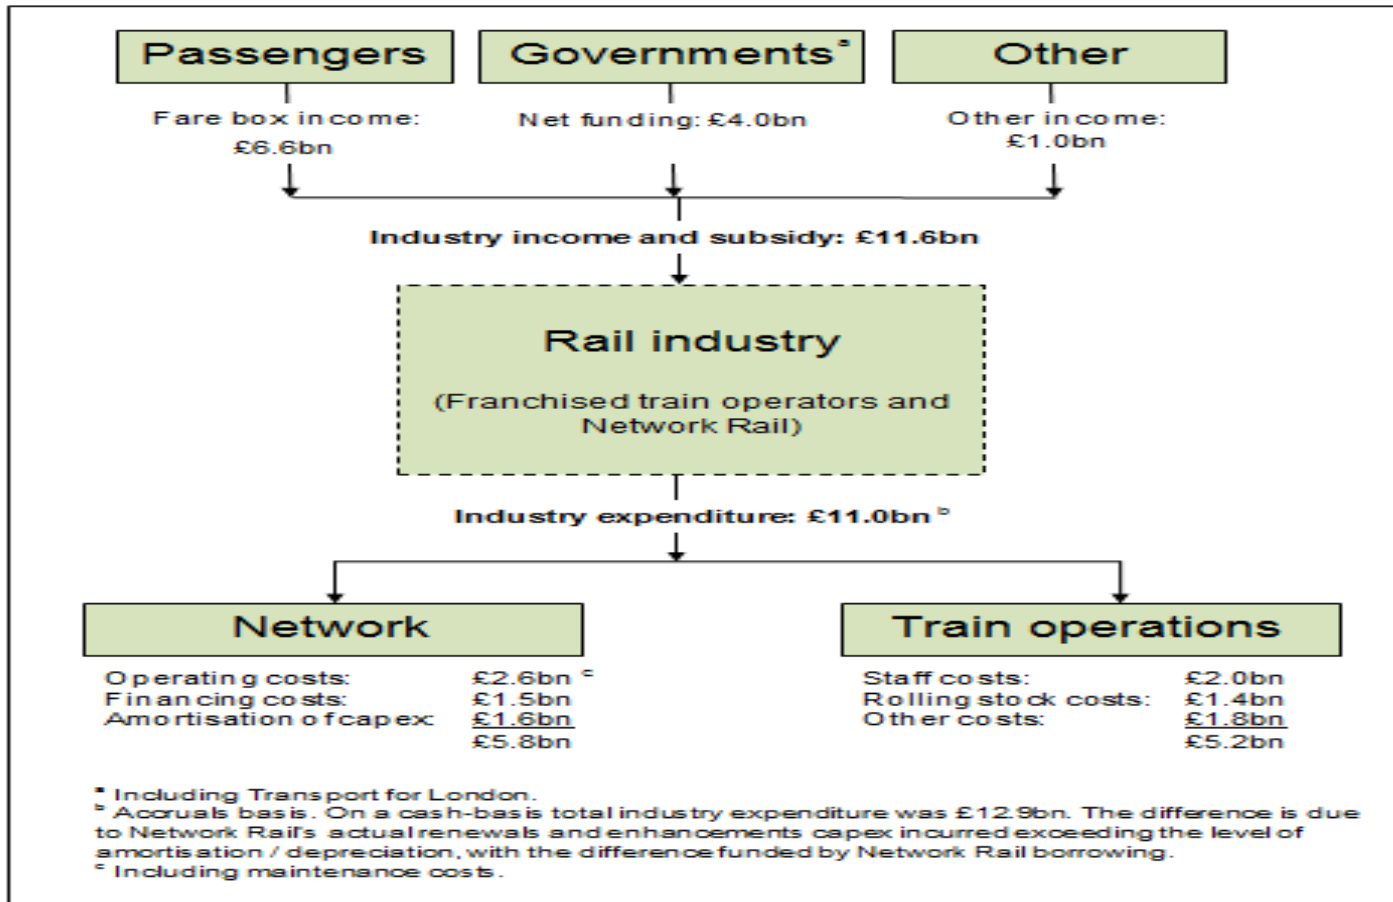 Passengers
Governments ᵃ
Other
Fare box income:
£6.6bn
Net funding: £4.0bn
Other income:
£1.0bn
Industry income and subsidy: £11.6bn
Rail industry
(Franchised train operators and
Network Rail)
Industry expenditure: £11.0bn ᵇ
Network
Operating costs: £2.6bn ᶜ
Financing costs: £1.5bn
Amortisation of capex: £1.6bn
£5.8bn
Train operations
Staff costs: £2.0bn
Rolling stock costs: £1.4bn
Other costs: £1.8bn
£5.2bn
ᵃ Including Transport for London.
ᵇ Accruals basis. On a cash-basis total industry expenditure was £12.9bn. The difference is due
to Network Rail's actual renewals and enhancements capex incurred exceeding the level of
amortisation / depreciation, with the difference funded by Network Rail borrowing.
ᶜ Including maintenance costs.